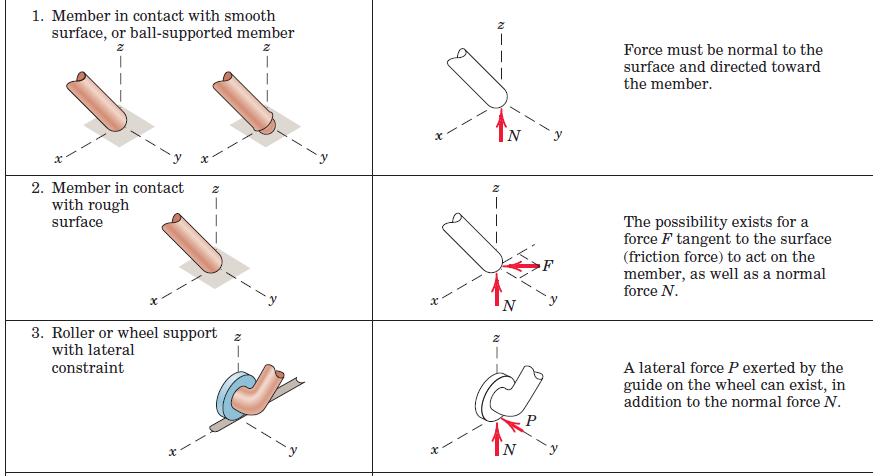 1. Member in contact with smooth
surface, or ball-supported member
z
z
x
y
x
y
z
x
N
y
Force must be normal to the
surface and directed toward
the member.
2. Member in contact
with rough
surface
z
x
y
z
F
x
N
y
The possibility exists for a
force F tangent to the surface
(friction force) to act on the
member, as well as a normal
force N.
3. Roller or wheel support
with lateral
constraint
z
x
y
z
P
x
N
y
A lateral force P exerted by the
guide on the wheel can exist, in
addition to the normal force N.